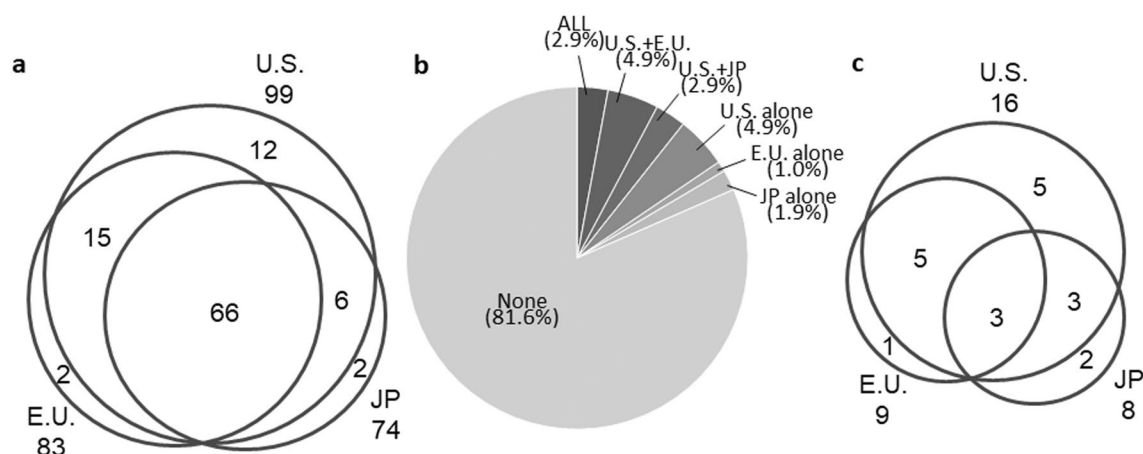 a
U.S.
99
12
15
66
6
2
2
E.U.
83
JP
74
b
ALL
(2.9%)
U.S.+E.U.
(4.9%)
U.S.+JP
(2.9%)
U.S. alone
(4.9%)
E.U. alone
(1.0%)
JP alone
(1.9%)
None
(81.6%)
c
U.S.
16
5
5
3
3
1
2
E.U.
9
JP
8